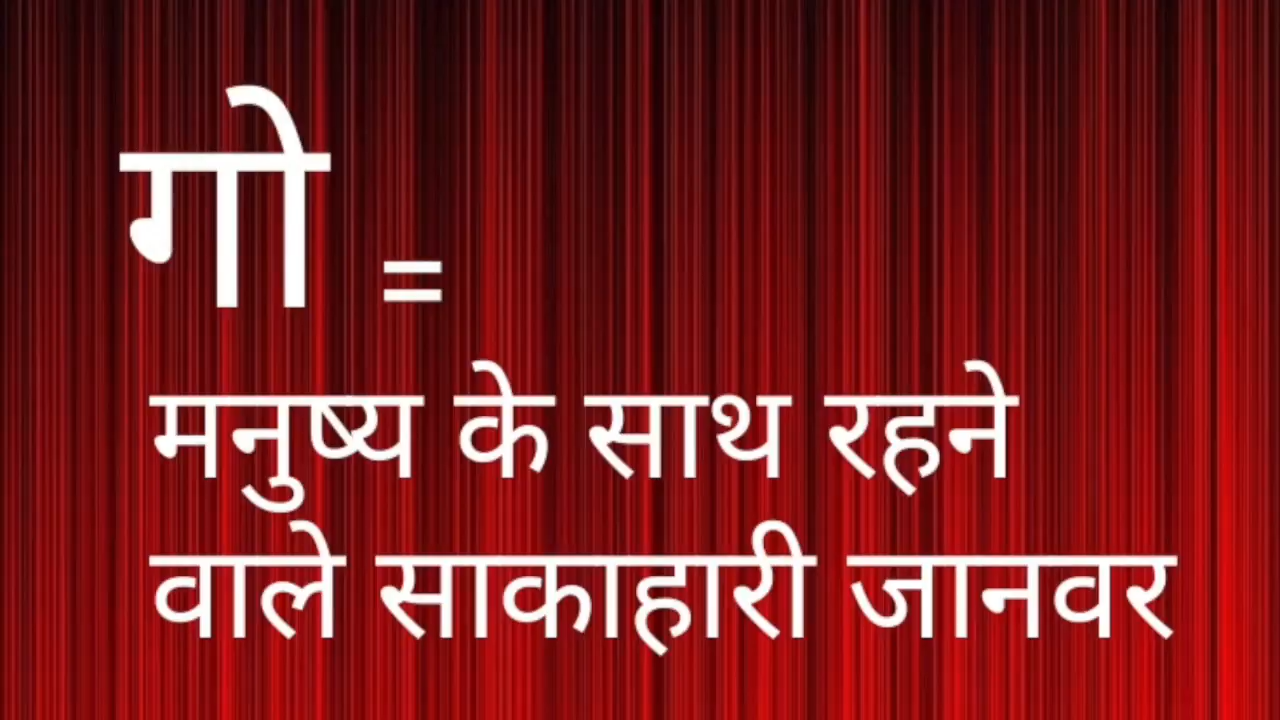 गो =
मनुष्य के साथ रहने
वाले साकाहारी जानवर